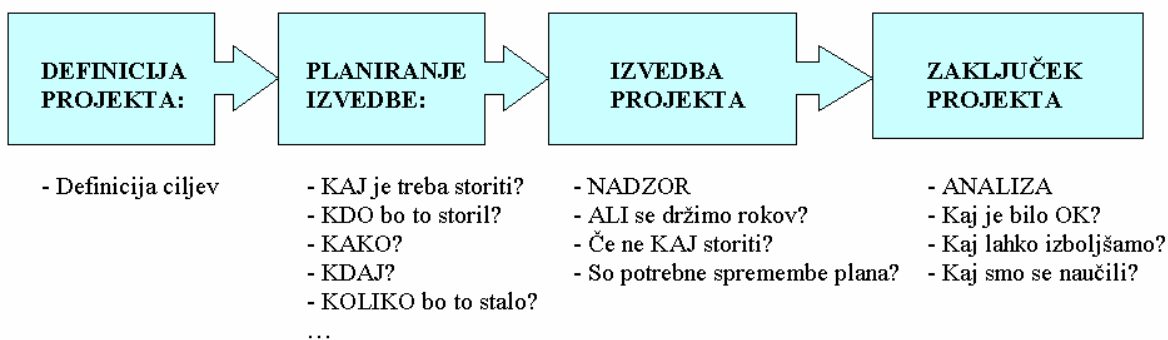 DEFINICIJA
PROJEKTA:
- Definicija ciljev
PLANIRANJE
IZVEDBE:
- KAJ je treba storiti?
- KDO bo to storil?
- KAKO?
- KDAJ?
- KOLIKO bo to stalo?
...
IZVEDBA
PROJEKTA
- NADZOR
- ALI se držimo rokov?
- Če ne KAJ storiti?
- So potrebne spremembe plana?
ZAKLJUČEK
PROJEKTA
- ANALIZA
- Kaj je bilo OK?
- Kaj lahko izboljšamo?
- Kaj smo se naučili?